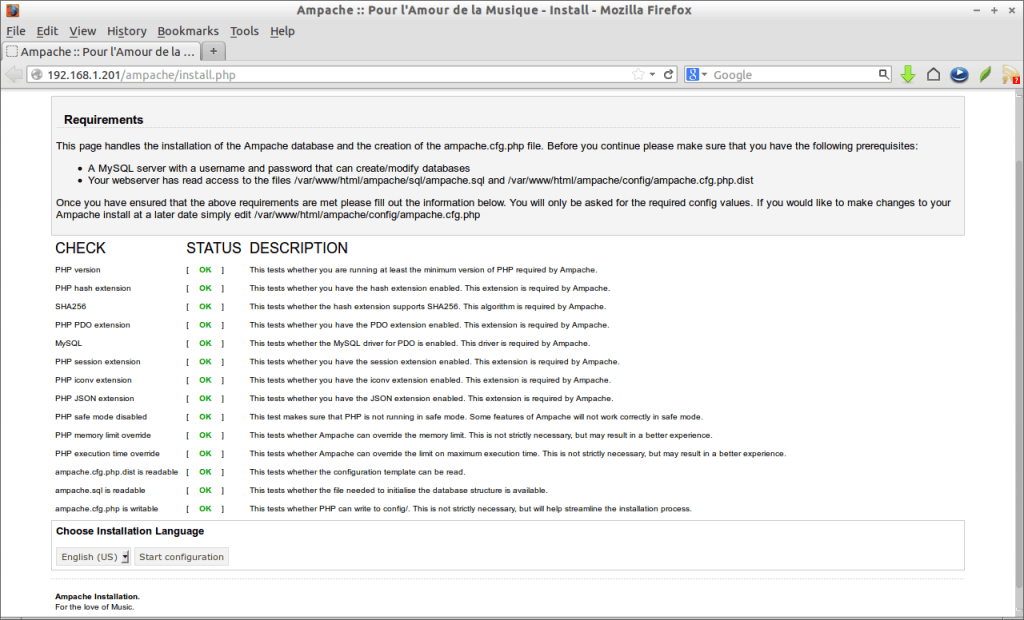 Ampache :: Pour l'Amour de la Musique - Install - Mozilla Firefox
File Edit View History Bookmarks Tools Help
Ampache :: Pour l'Amour de la ... +
192.168.1.201/ampache/install.php Google
Requirements
This page handles the installation of the Ampache database and the creation of the ampache.cfg.php file. Before you continue please make sure that you have the following prerequisites:
• A MySQL server with a username and password that can create/modify databases
• Your webserver has read access to the files /var/www/html/ampache/sql/ampache.sql and /var/www/html/ampache/config/ampache.cfg.php.dist
Once you have ensured that the above requirements are met please fill out the information below. You will only be asked for the required config values. If you would like to make changes to your
Ampache install at a later date simply edit /var/www/html/ampache/config/ampache.cfg.php
CHECK STATUS DESCRIPTION
PHP version [ OK ] This tests whether you are running at least the minimum version of PHP required by Ampache.
PHP hash extension [ OK ] This tests whether you have the hash extension enabled. This extension is required by Ampache.
SHA256 [ OK ] This tests whether the hash extension supports SHA256. This algorithm is required by Ampache.
PHP PDO extension [ OK ] This tests whether you have the PDO extension enabled. This extension is required by Ampache.
MySQL [ OK ] This tests whether the MySQL driver for PDO is enabled. This driver is required by Ampache.
PHP session extension [ OK ] This tests whether you have the session extension enabled. This extension is required by Ampache.
PHP iconv extension [ OK ] This tests whether you have the iconv extension enabled. This extension is required by Ampache.
PHP JSON extension [ OK ] This tests whether you have the JSON extension enabled. This extension is required by Ampache.
PHP safe mode disabled [ OK ] This test makes sure that PHP is not running in safe mode. Some features of Ampache will not work correctly in safe mode.
PHP memory limit override [ OK ] This tests whether Ampache can override the memory limit. This is not strictly necessary, but may result in a better experience.
PHP execution time override [ OK ] This tests whether Ampache can override the limit on maximum execution time. This is not strictly necessary, but may result in a better experience.
ampache.cfg.php.dist is readable [ OK ] This tests whether the configuration template can be read.
ampache.sql is readable [ OK ] This tests whether the file needed to initialise the database structure is available.
ampache.cfg.php is writable [ OK ] This tests whether PHP can write to config/. This is not strictly necessary, but will help streamline the installation process.
Choose Installation Language
English (US) Start configuration
Ampache Installation.
For the love of Music.